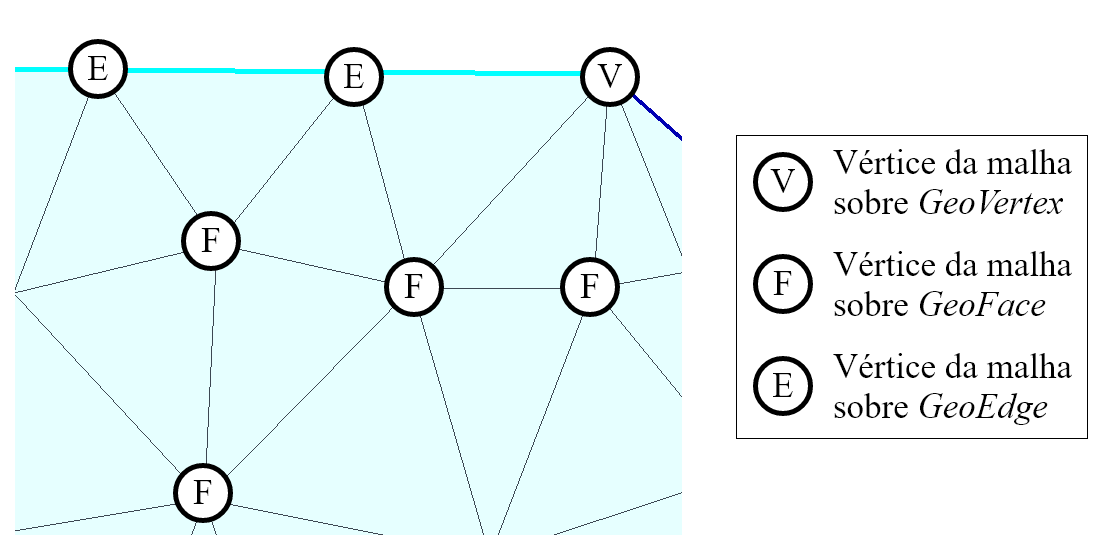 E
E
V
F
F
F
F
V
Vértice da malha
sobre GeoVertex
F
Vértice da malha
sobre GeoFace
E
Vértice da malha
sobre GeoEdge